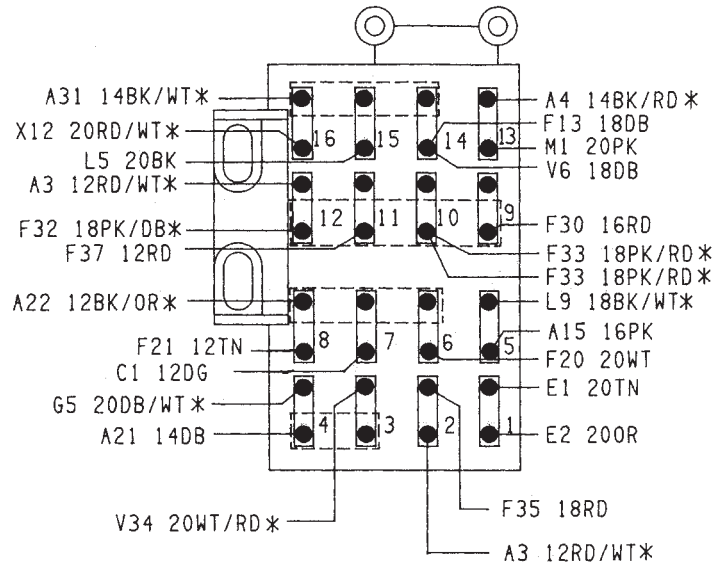 A31 14BK/WT*
A4 14BK/RD*
F13 18DB
X12 20RD/WT*
16 15 14 13
M1 20PK
L5 20BK
V6 18DB
A3 12RD/WT*
12 11 10 9
F32 18PK/DB*
F30 16RD
F37 12RD
F33 18PK/RD*
F33 18PK/RD*
A22 12BK/OR*
L9 18BK/WT*
A15 16PK
F21 12TN
8 7 6 5
F20 20WT
C1 12DG
E1 20TN
G5 20DB/WT*
4 3 2 1
A21 14DB
E2 20OR
F35 18RD
V34 20WT/RD*
A3 12RD/WT*